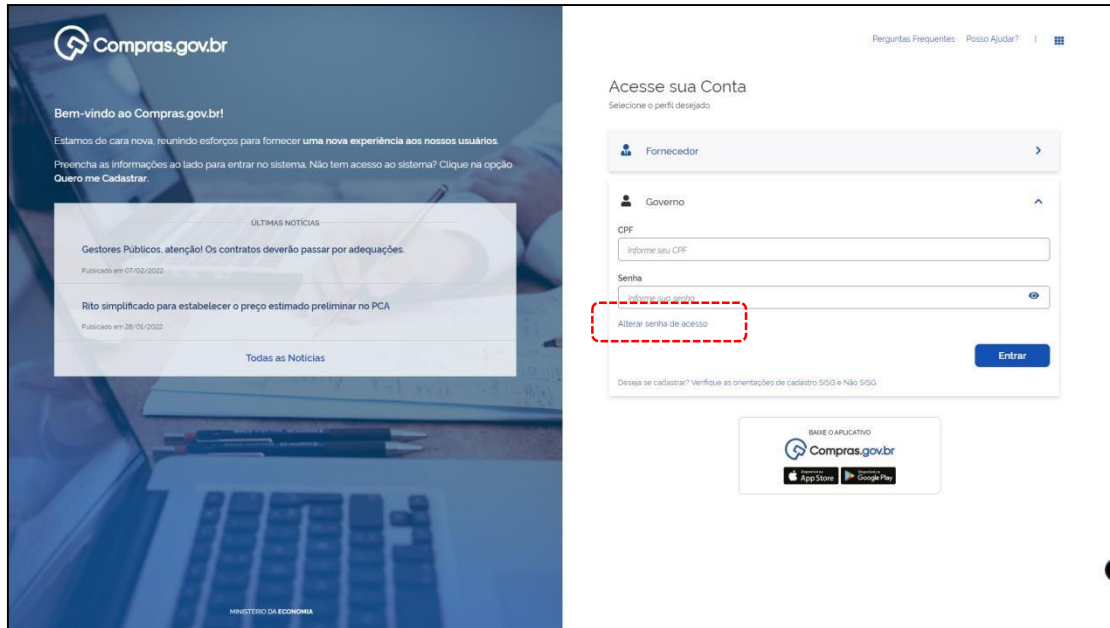 Compras.gov.br
Bem-vindo ao Compras.gov.br!
Estamos de cara nova, reunindo esforços para fornecer uma nova experiência aos nossos usuários.
Preencha as informações ao lado para entrar no sistema. Não tem acesso ao sistema? Clique na opção
Quero me Cadastrar.
ÚLTIMAS NOTÍCIAS
Gestores Públicos, atenção! Os contratos deverão passar por adequações.
Publicado em 07/02/2022
Rito simplificado para estabelecer o preço estimado preliminar no PCA
Publicado em 28/01/2022
Todas as Notícias
MINISTÉRIO DA ECONOMIA
Perguntas Frequentes Posso Ajudar? |
Acesse sua Conta
Selecione o perfil desejado.
Fornecedor
Governo
CPF
Informe seu CPF
Senha
Informe sua senha
Alterar senha de acesso
Entrar
Deseja se cadastrar? Verifique as orientações de cadastro SISG e Não SISG
BAIXE O APLICATIVO
Compras.gov.br
Disponível na App Store Disponível no Google Play